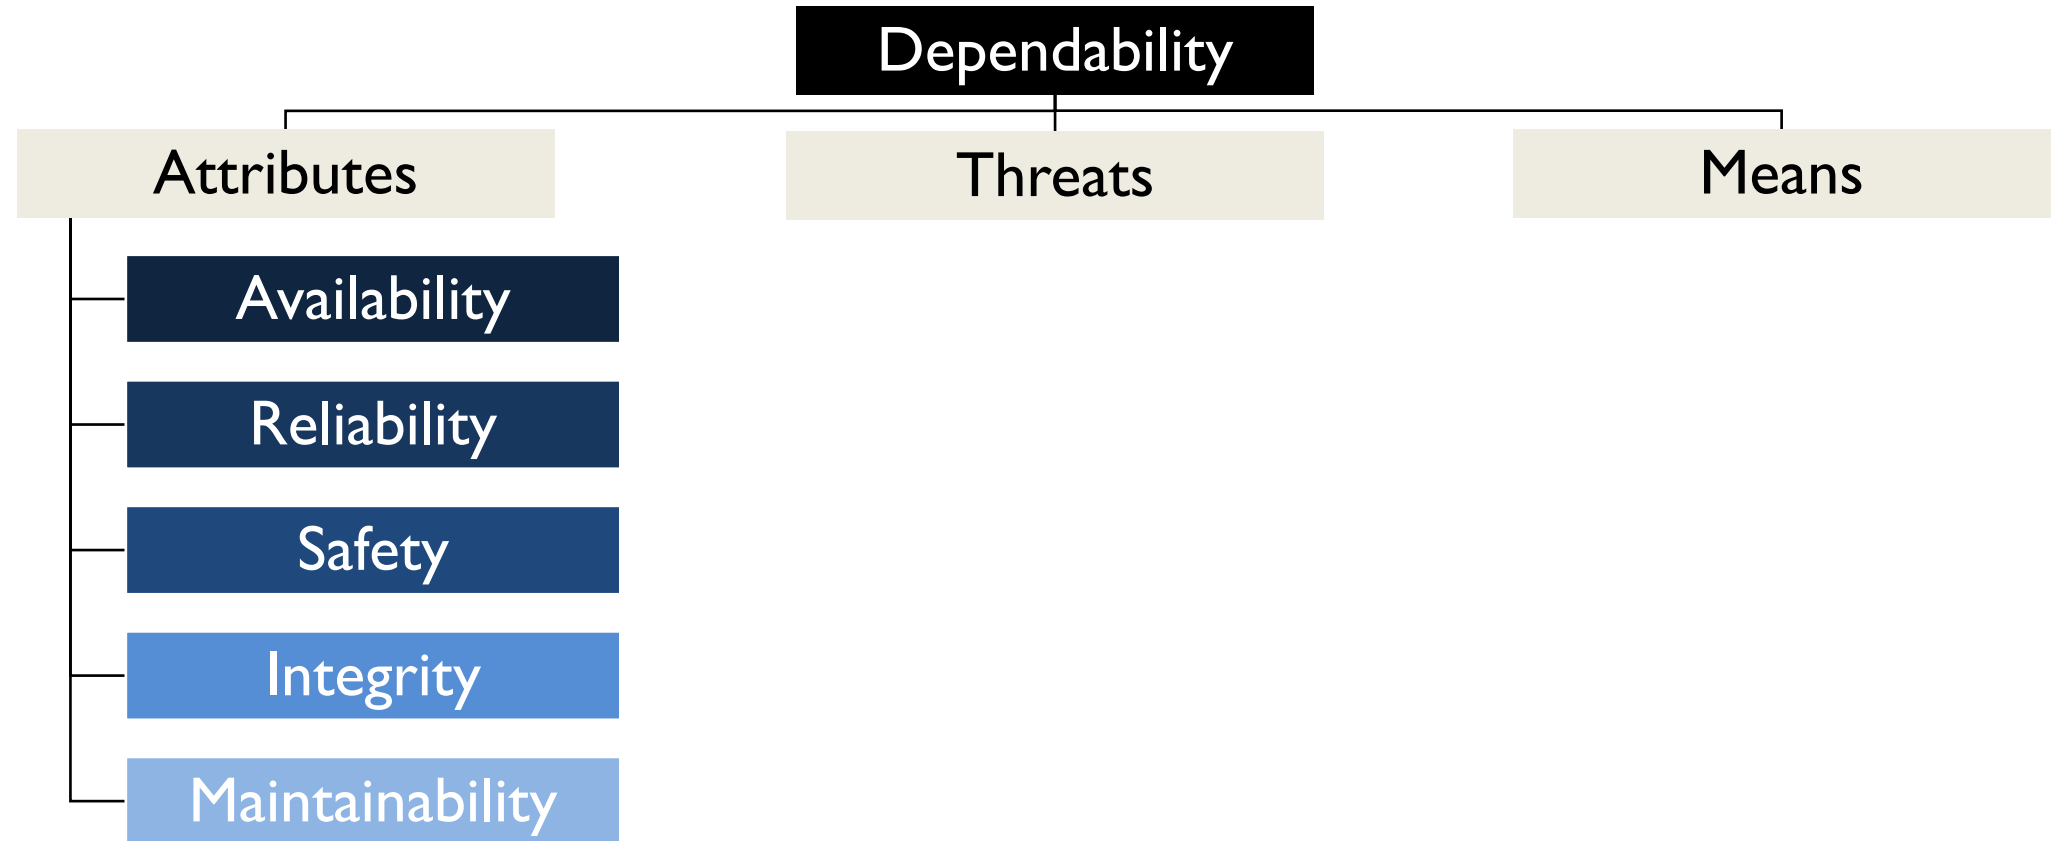 Dependability
Attributes
Threats
Means
Availability
Reliability
Safety
Integrity
Maintainability